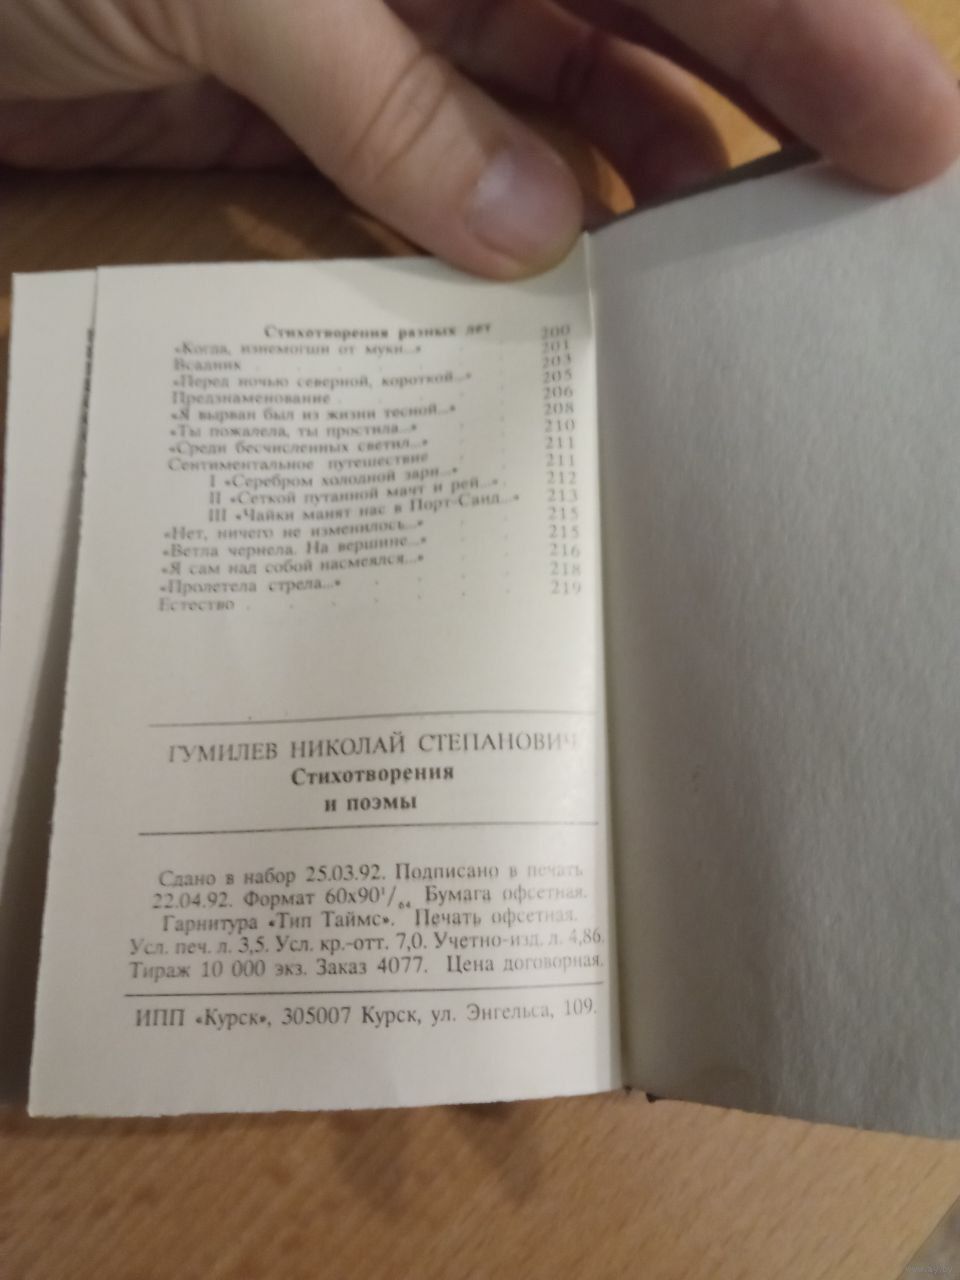 Стихотворения разных лет
«Когда, изнемогши от муки...» 200
Всадник 201
«Перед ночью северной, короткой...» 203
Предзнаменование 205
«Я вырван был из жизни тесной...» 206
«Ты пожалела, ты простила...» 208
«Среди бесчисленных светил...» 210
Сентиментальное путешествие 211
I «Серебром холодной зари...» 211
II «Сеткой путанной мачт и рей...» 212
III «Чайки манят нас в Порт-Саид...» 213
«Нет, ничего не изменилось...» 215
«Ветла чернела. На вершине...» 215
«Я сам над собой насмеялся...» 216
«Пролетела стрела...» 218
Естество 219
ГУМИЛЕВ НИКОЛАЙ СТЕПАНОВИЧ
Стихотворения
и поэмы
Сдано в набор 25.03.92. Подписано в печать
22.04.92. Формат 60х90¹/₆₄ Бумага офсетная.
Гарнитура «Тип Таймс». Печать офсетная.
Усл. печ. л. 3,5. Усл. кр.-отт. 7,0. Учетно-изд. л. 4,86.
Тираж 10 000 экз. Заказ 4077. Цена договорная.
ИПП «Курск», 305007 Курск, ул. Энгельса, 109.